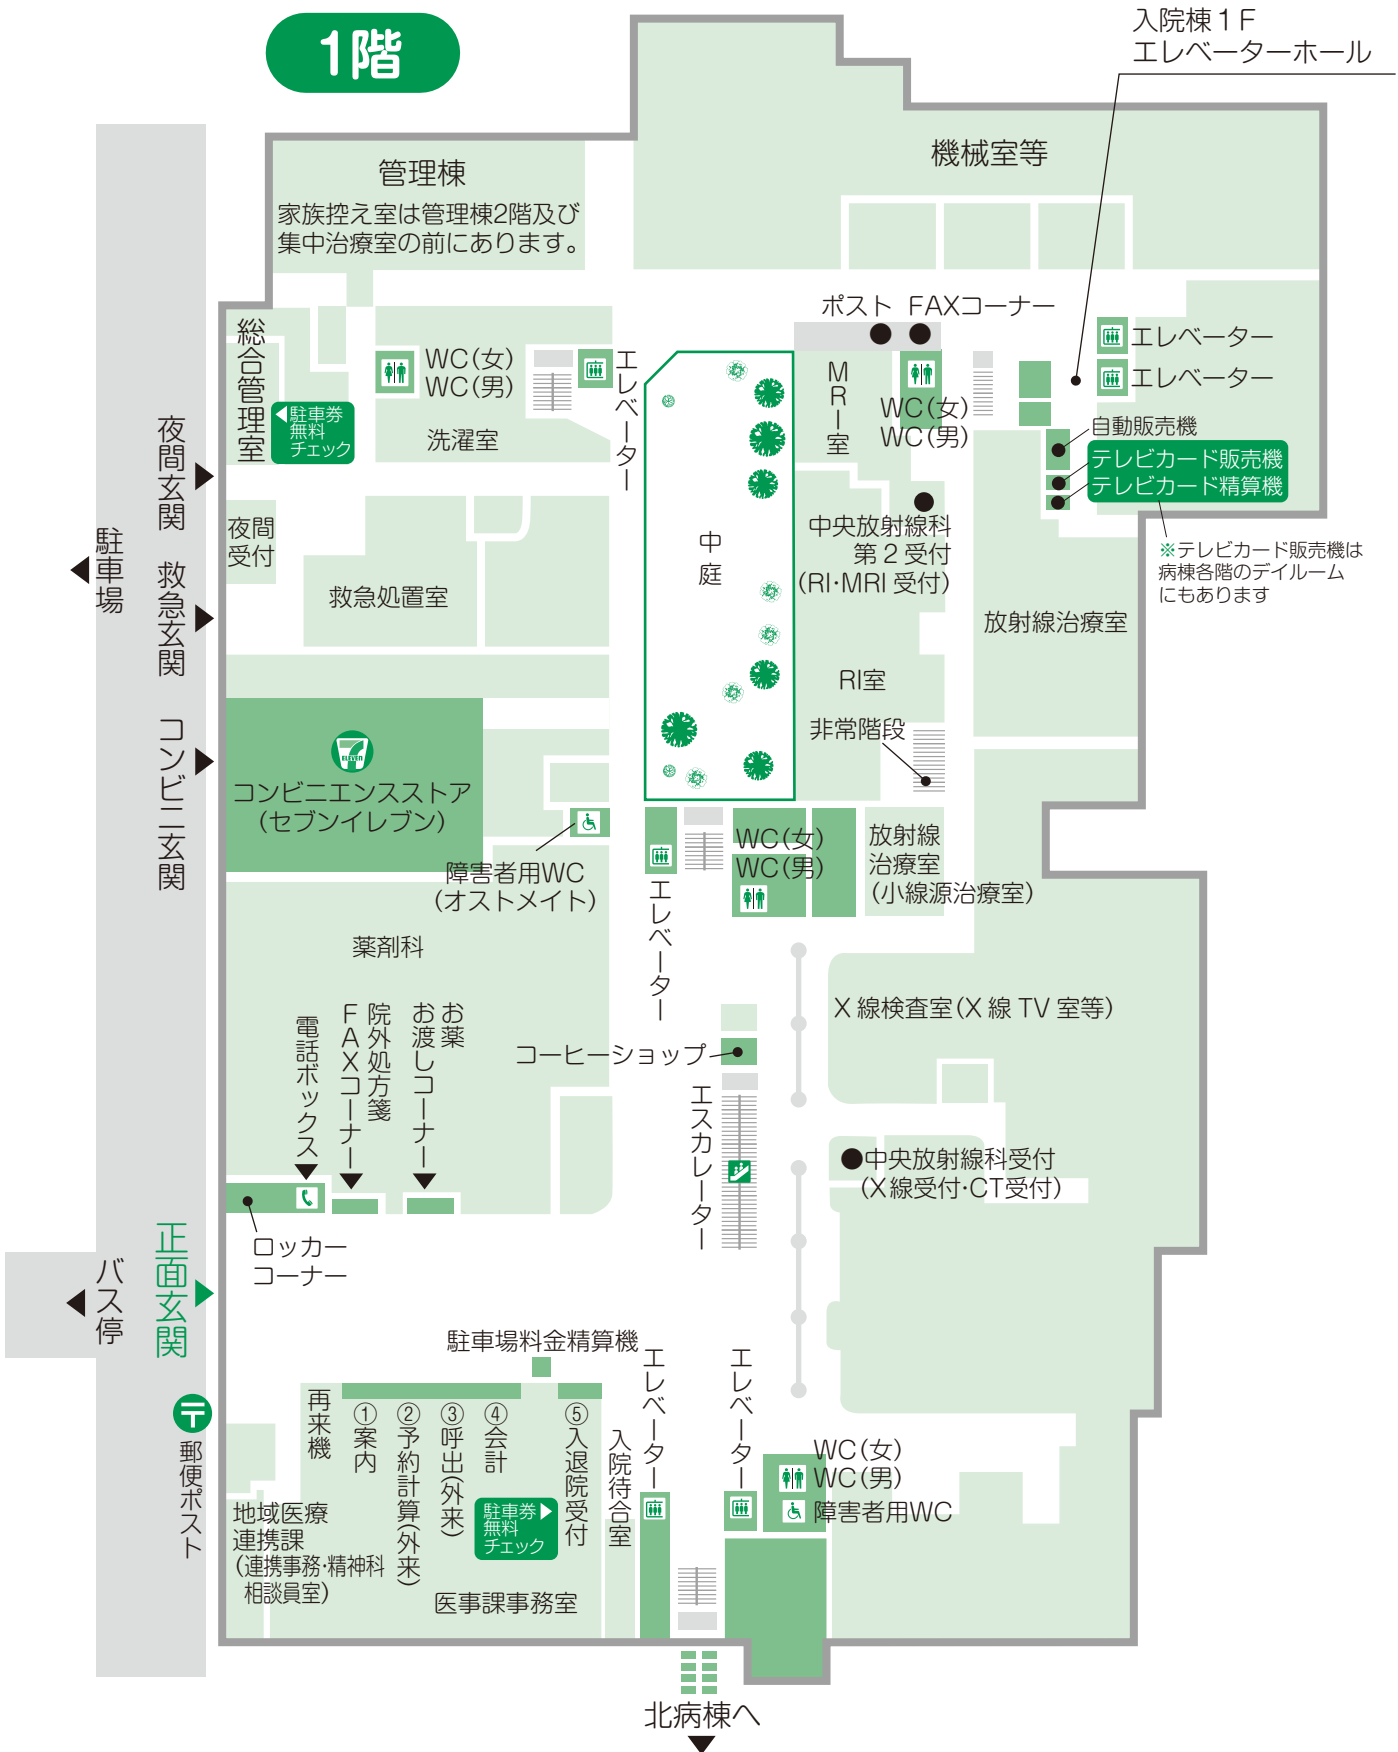 1階
入院棟1F
エレベーターホール
機械室等
管理棟
家族控え室は管理棟2階及び
集中治療室の前にあります。
ポスト
FAXコーナー
総合管理室
WC(女)
WC(男)
エレベーター
駐車券
無料
チェック
洗濯室
MRI室
WC(女)
WC(男)
エレベーター
エレベーター
自動販売機
テレビカード販売機
テレビカード精算機
※テレビカード販売機は
病棟各階のデイルーム
にもあります
夜間玄関
夜間
受付
駐車場
救急玄関
救急処置室
中庭
中央放射線科
第2受付
(RI·MRI受付)
放射線治療室
RI室
非常階段
コンビニ玄関
ELEVEN
コンビニエンスストア
(セブンイレブン)
障害者用WC
(オストメイト)
エレベーター
WC(女)
WC(男)
放射線
治療室
(小線源治療室)
薬剤科
X線検査室(X線TV室等)
コーヒーショップ
エスカレーター
電話ボックス
院外処方箋
FAXコーナー
お薬
お渡しコーナー
中央放射線科受付
(X線受付·CT受付)
ロッカー
コーナー
正面玄関
バス停
駐車場料金精算機
郵便ポスト
再来機
①案内
②予約計算(外来)
③呼出(外来)
④会計
⑤入退院受付
入院待合室
エレベーター
エレベーター
WC(女)
WC(男)
障害者用WC
駐車券
無料
チェック
地域医療
連携課
(連携事務·精神科
相談員室)
医事課事務室
北病棟へ